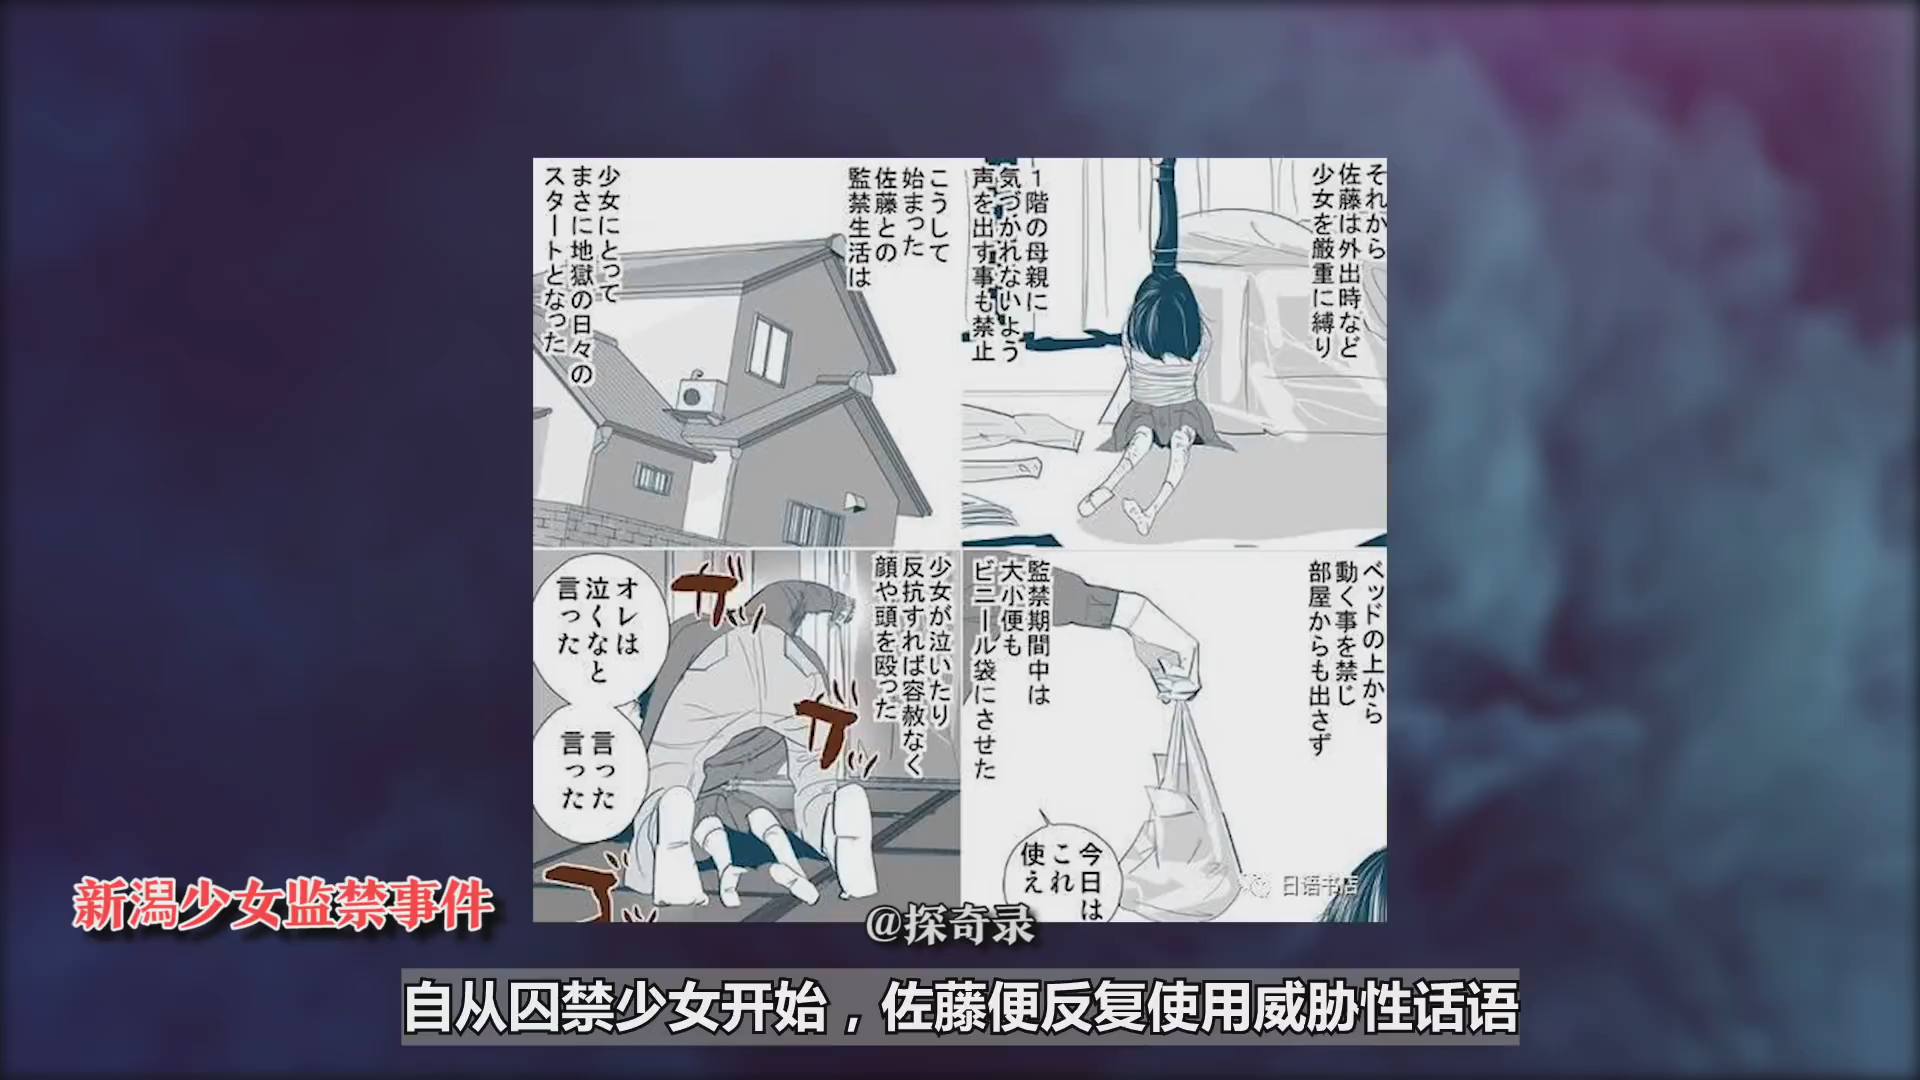 それから
佐藤は外出時など
少女を厳重に縛り
1階の母親に
気づかれないよう
声を出す事も禁止
こうして
始まった
佐藤との
監禁生活は
少女にとって
まさに地獄の日々の
スタートとなった
ベッドの上から
動く事を禁じ
部屋からも出さず
監禁期間中は
大小便も
ビニール袋にさせた
今日は
これ
使え
少女が泣いたり
反抗すれば容赦なく
顔や頭を殴った
オレは
泣くなと
言った
言った
言った
ガッ
ガッ
ガッ
日语书店
新潟少女监禁事件
@探奇录
自从囚禁少女开始，佐藤便反复使用威胁性话语